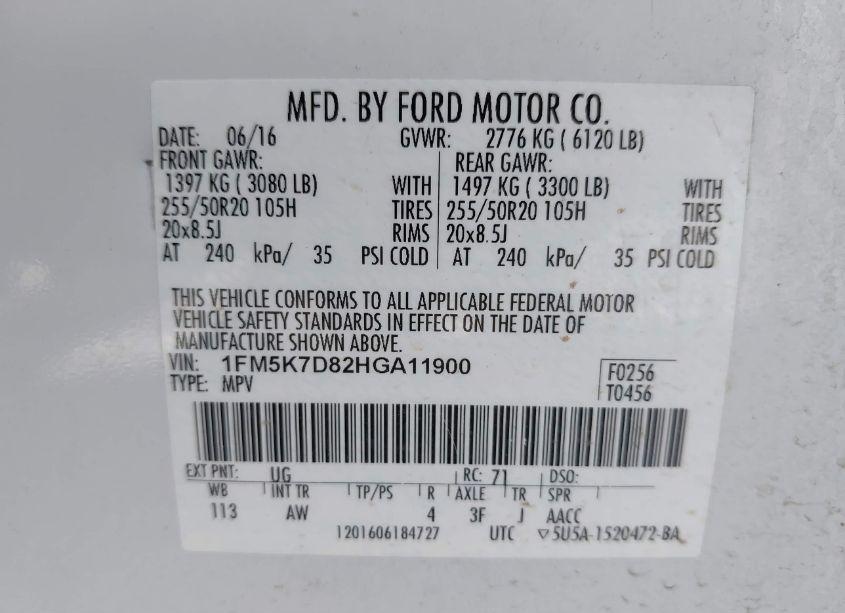 MFD. BY FORD MOTOR CO.
DATE: 06/16 GVWR: 2776 KG ( 6120 LB)
FRONT GAWR: REAR GAWR:
1397 KG ( 3080 LB) WITH 1497 KG ( 3300 LB) WITH
255/50R20 105H TIRES 255/50R20 105H TIRES
20x8.5J RIMS 20x8.5J RIMS
AT 240 kPa/ 35 PSI COLD AT 240 kPa/ 35 PSI COLD
THIS VEHICLE CONFORMS TO ALL APPLICABLE FEDERAL MOTOR
VEHICLE SAFETY STANDARDS IN EFFECT ON THE DATE OF
MANUFACTURE SHOWN ABOVE.
VIN: 1FM5K7D82HGA11900
TYPE: MPV
F0256
T0456
EXT PNT: UG RC: 71 DSO:
WB INT TR TP/PS R AXLE TR SPR
113 AW 4 3F J AACC
1201606184727 UTC ▽5U5A-1520472-BA